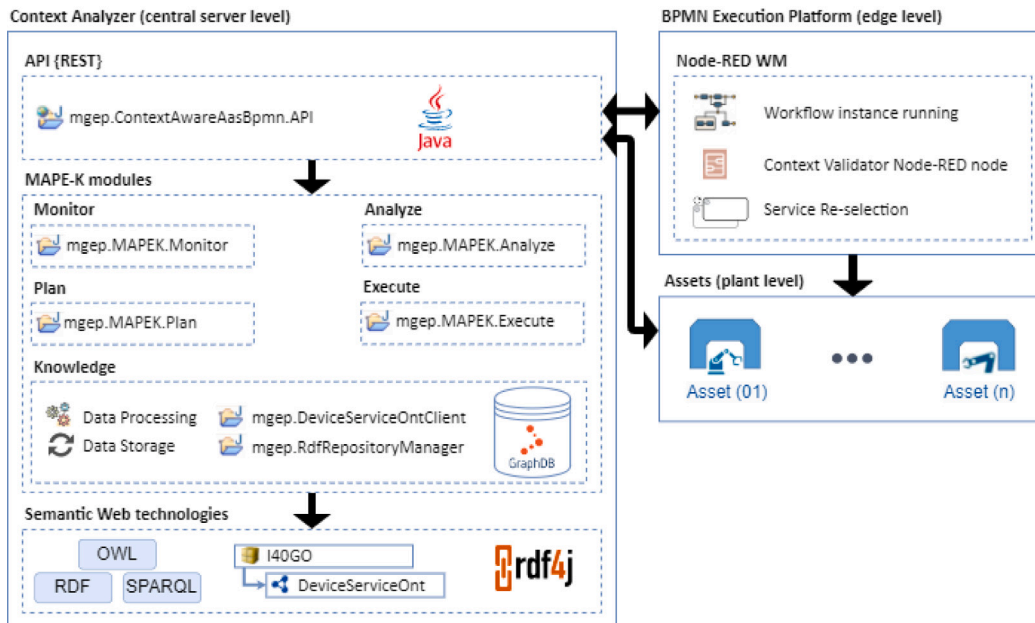 Context Analyzer (central server level)
API {REST}
mgep.ContextAwareAasBpmn.API
Java
MAPE-K modules
Monitor
mgep.MAPEK.Monitor
Analyze
mgep.MAPEK.Analyze
Plan
mgep.MAPEK.Plan
Execute
mgep.MAPEK.Execute
Knowledge
Data Processing
Data Storage
mgep.DeviceServiceOntClient
mgep.RdfRepositoryManager
GraphDB
Semantic Web technologies
OWL
RDF
SPARQL
I40GO
DeviceServiceOnt
rdf4j
BPMN Execution Platform (edge level)
Node-RED WM
Workflow instance running
Context Validator Node-RED node
Service Re-selection
Assets (plant level)
Asset (01)
Asset (n)